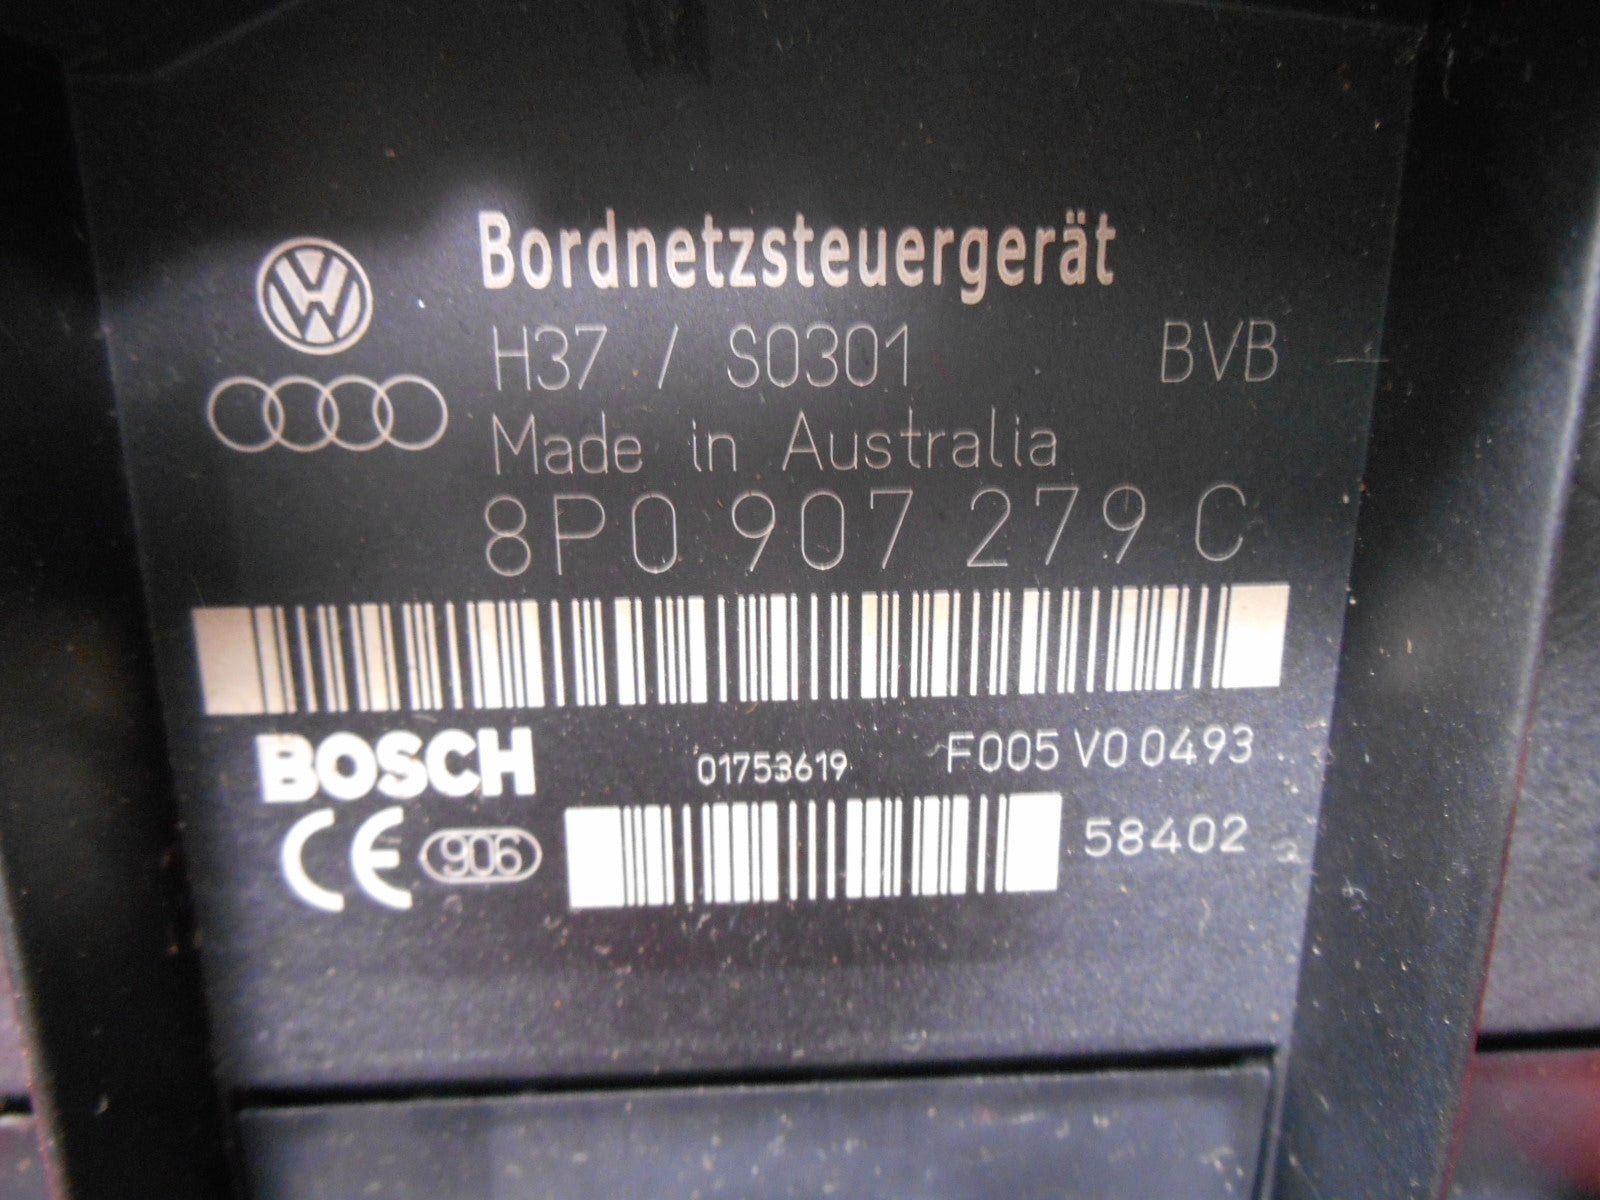 Bordnetzsteuergerät
H37 / S0301 BVB
Made in Australia
8P0 907 279 C
BOSCH 01753619 F005 V0 0493
CE 906 58402